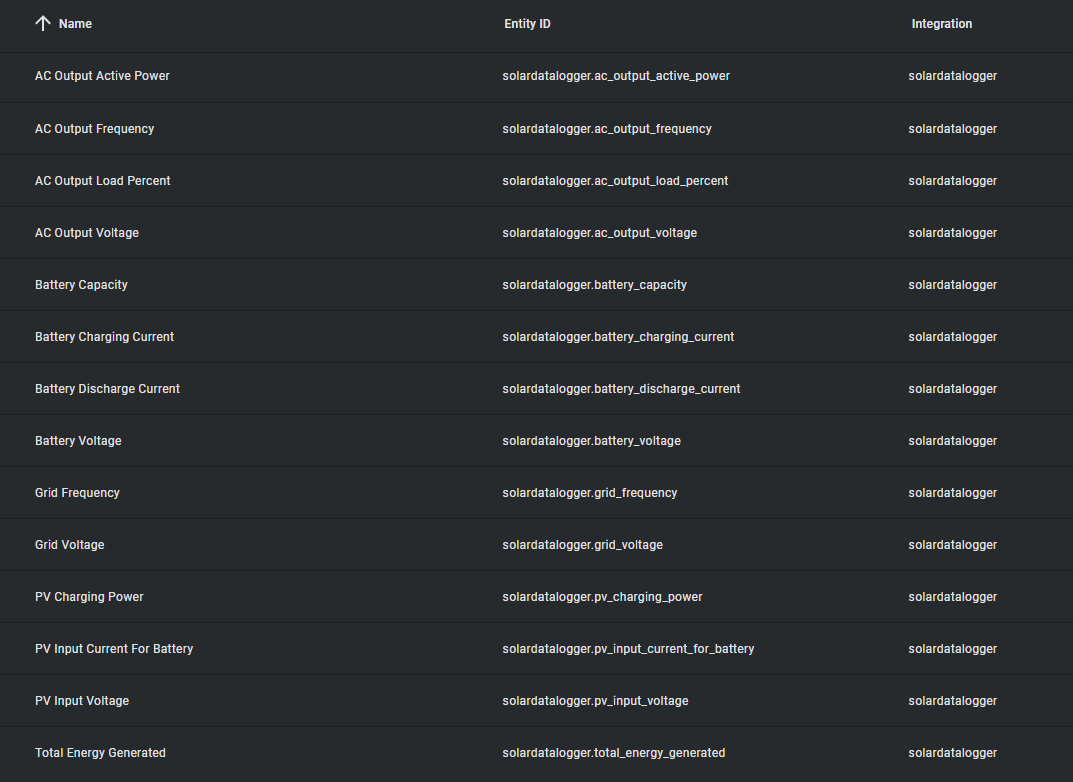 Name Entity ID Integration
AC Output Active Power solardatalogger.ac_output_active_power solardatalogger
AC Output Frequency solardatalogger.ac_output_frequency solardatalogger
AC Output Load Percent solardatalogger.ac_output_load_percent solardatalogger
AC Output Voltage solardatalogger.ac_output_voltage solardatalogger
Battery Capacity solardatalogger.battery_capacity solardatalogger
Battery Charging Current solardatalogger.battery_charging_current solardatalogger
Battery Discharge Current solardatalogger.battery_discharge_current solardatalogger
Battery Voltage solardatalogger.battery_voltage solardatalogger
Grid Frequency solardatalogger.grid_frequency solardatalogger
Grid Voltage solardatalogger.grid_voltage solardatalogger
PV Charging Power solardatalogger.pv_charging_power solardatalogger
PV Input Current For Battery solardatalogger.pv_input_current_for_battery solardatalogger
PV Input Voltage solardatalogger.pv_input_voltage solardatalogger
Total Energy Generated solardatalogger.total_energy_generated solardatalogger